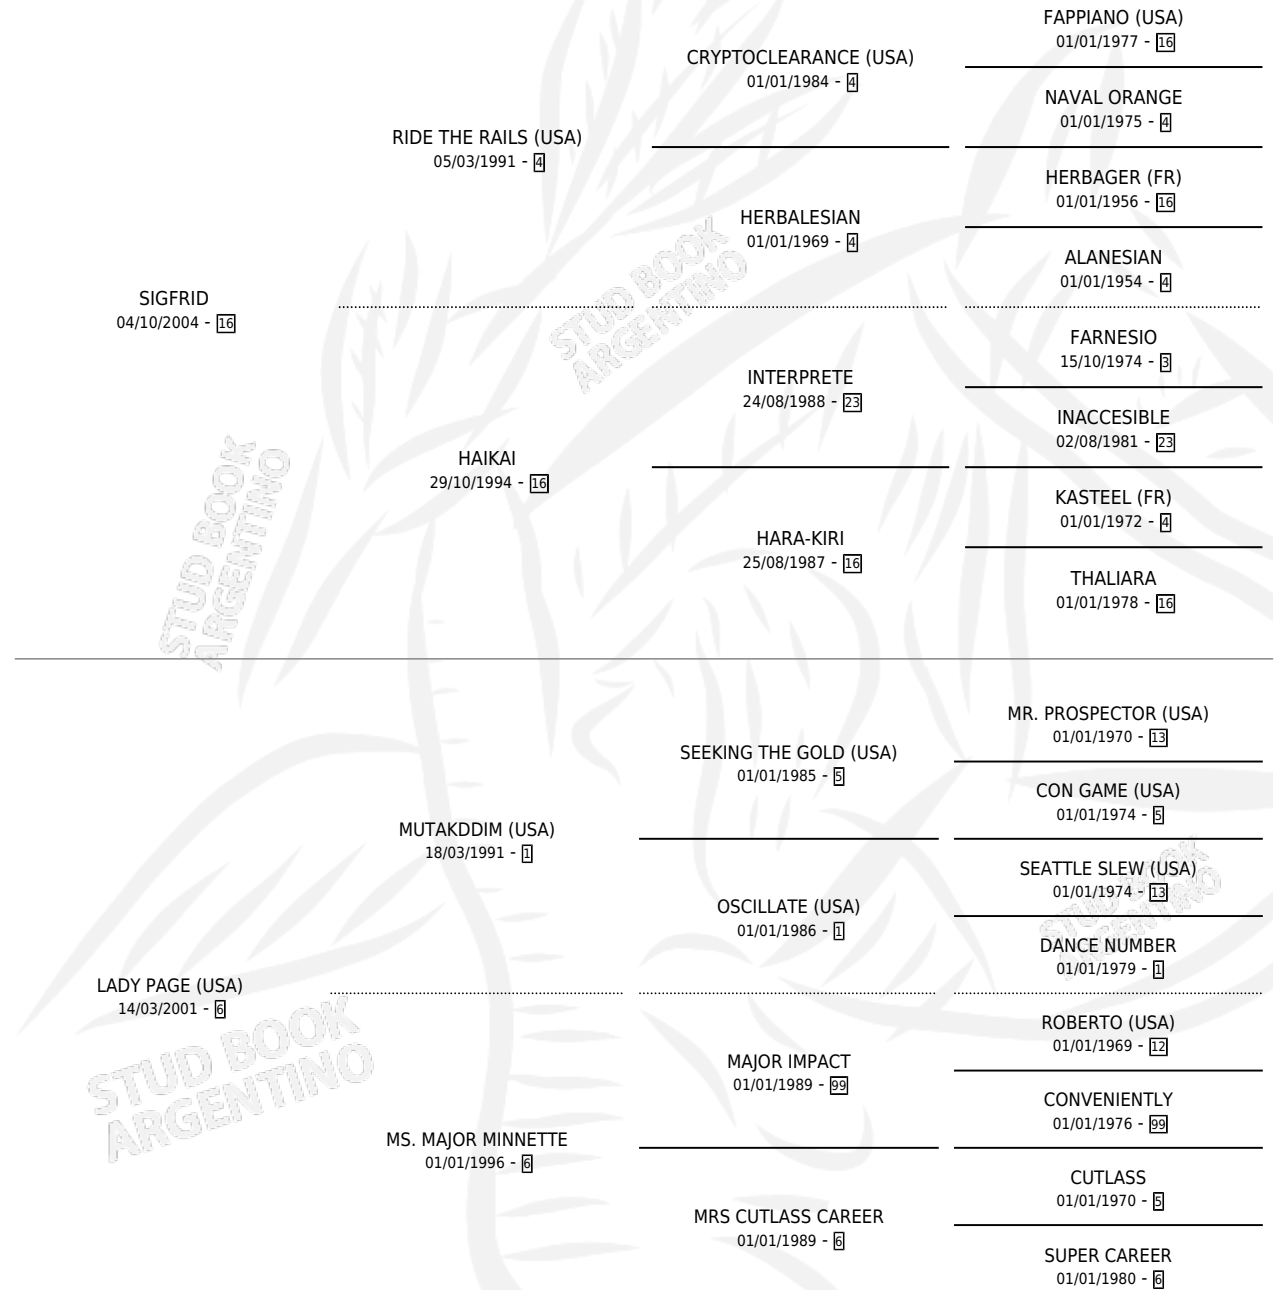 FAPPIANO (USA)
01/01/1977 - 16
CRYPTOCLEARANCE (USA)
01/01/1984 - 4
NAVAL ORANGE
01/01/1975 - 4
RIDE THE RAILS (USA)
05/03/1991 - 4
HERBAGER (FR)
01/01/1956 - 16
HERBALESIAN
01/01/1969 - 4
ALANESIAN
01/01/1954 - 4
SIGFRID
04/10/2004 - 16
STUD BOOK
ARGENTINO
FARNESIO
15/10/1974 - 3
INTERPRETE
24/08/1988 - 23
INACCESIBLE
02/08/1981 - 23
HAIKAI
29/10/1994 - 16
KASTEEL (FR)
01/01/1972 - 4
HARA-KIRI
25/08/1987 - 16
THALIARA
01/01/1978 - 16
STUD BOOK
ARGENTINO
MR. PROSPECTOR (USA)
01/01/1970 - 13
SEEKING THE GOLD (USA)
01/01/1985 - 5
CON GAME (USA)
01/01/1974 - 5
MUTAKDDIM (USA)
18/03/1991 - 1
SEATTLE SLEW (USA)
01/01/1974 - 13
OSCILLATE (USA)
01/01/1986 - 1
STUD BOOK
ARGENTINO
DANCE NUMBER
01/01/1979 - 1
LADY PAGE (USA)
14/03/2001 - 6
ROBERTO (USA)
01/01/1969 - 12
MAJOR IMPACT
01/01/1989 - 99
CONVENIENTLY
01/01/1976 - 99
STUD BOOK
ARGENTINO
MS. MAJOR MINNETTE
01/01/1996 - 6
CUTLASS
01/01/1970 - 5
MRS CUTLASS CAREER
01/01/1989 - 6
SUPER CAREER
01/01/1980 - 6